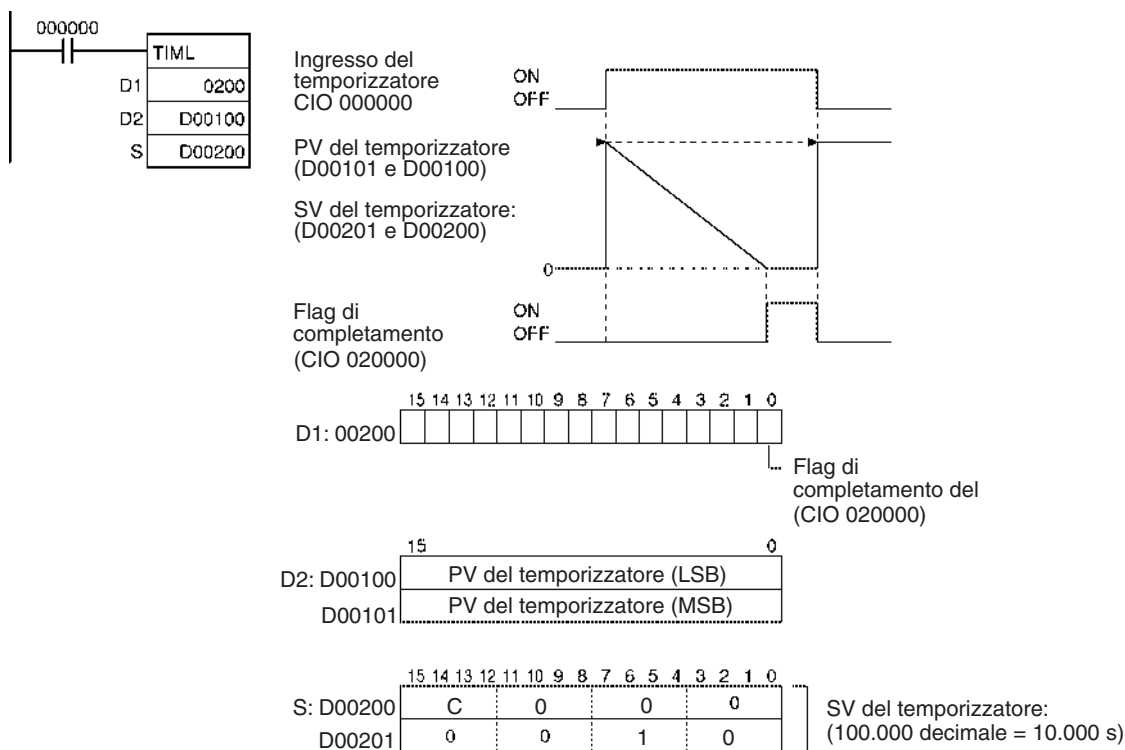 000000
TIML
D1 0200
D2 D00100
S D00200
Ingresso del
temporizzatore
CIO 000000
ON
OFF
PV del temporizzatore
(D00101 e D00100)
SV del temporizzatore:
(D00201 e D00200)
0
Flag di
completamento
(CIO 020000)
ON
OFF
15 14 13 12 11 10 9 8 7 6 5 4 3 2 1 0
D1: 00200
Flag di
completamento del
(CIO 020000)
15 0
D2: D00100 PV del temporizzatore (LSB)
D00101 PV del temporizzatore (MSB)
15 14 13 12 11 10 9 8 7 6 5 4 3 2 1 0
S: D00200 C 0 0 0
D00201 0 0 1 0
SV del temporizzatore:
(100.000 decimale = 10.000 s)